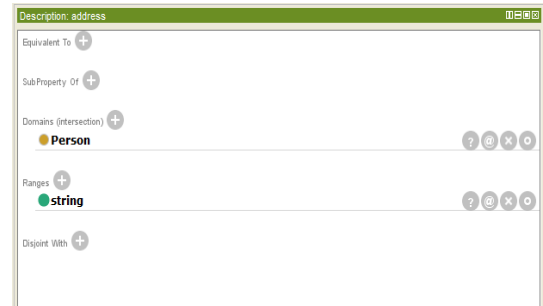 Description: address
Equivalent To
SubProperty Of
Domains (intersection)
Person
? @ × o
Ranges
string
? @ × o
Disjoint With